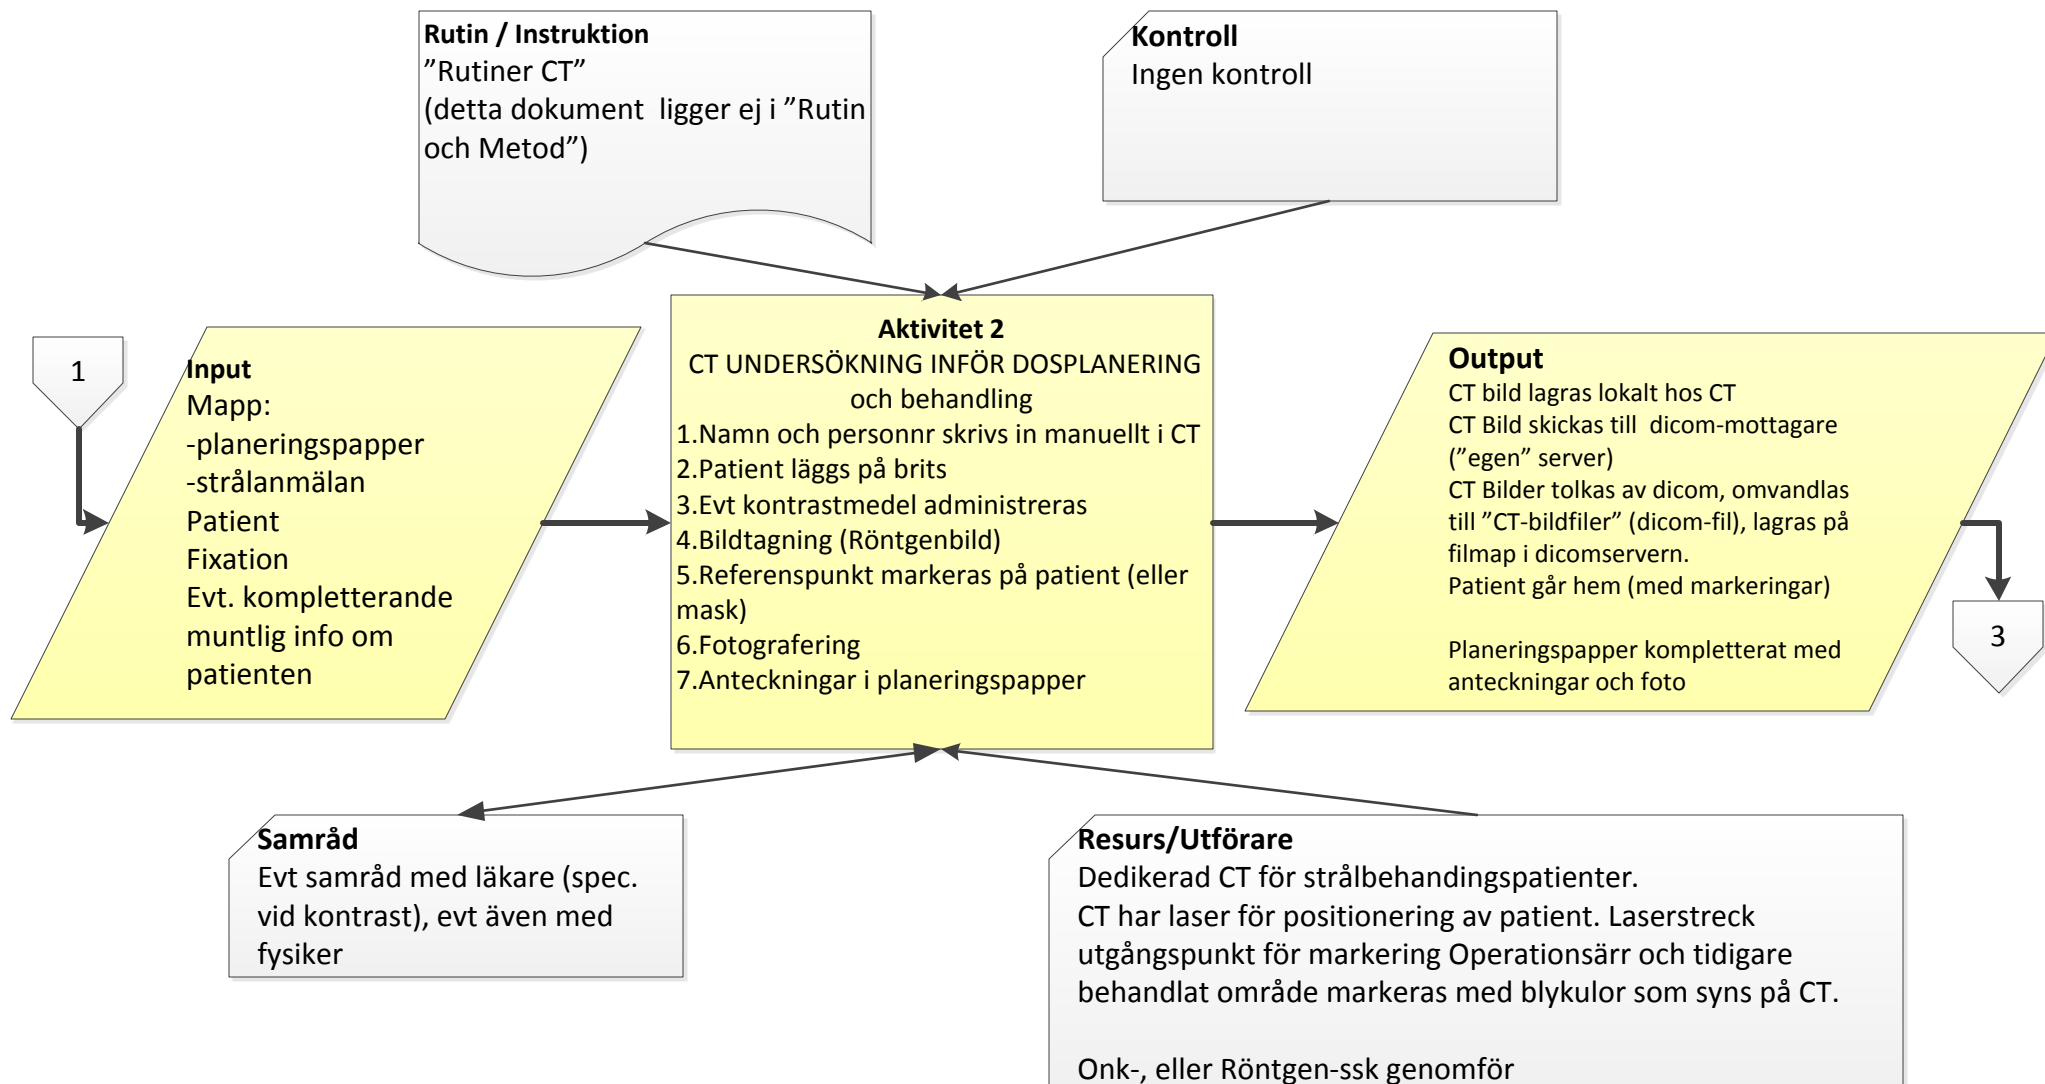 Rutin / Instruktion
”Rutiner CT”
(detta dokument ligger ej i ”Rutin
och Metod”)
Kontroll
Ingen kontroll
1
Input
Mapp:
-planeringspapper
-strålanmälan
Patient
Fixation
Evt. kompletterande
muntlig info om
patienten
Aktivitet 2
CT UNDERSÖKNING INFÖR DOSPLANERING
och behandling
1.Namn och personnr skrivs in manuellt i CT
2.Patient läggs på brits
3.Evt kontrastmedel administreras
4.Bildtagning (Röntgenbild)
5.Referenspunkt markeras på patient (eller
mask)
6.Fotografering
7.Anteckningar i planeringspapper
Output
CT bild lagras lokalt hos CT
CT Bild skickas till dicom-mottagare
(”egen” server)
CT Bilder tolkas av dicom, omvandlas
till ”CT-bildfiler” (dicom-fil), lagras på
filmap i dicomservern.
Patient går hem (med markeringar)
Planeringspapper kompletterat med
anteckningar och foto
3
Samråd
Evt samråd med läkare (spec.
vid kontrast), evt även med
fysiker
Resurs/Utförare
Dedikerad CT för strålbehandingspatienter.
CT har laser för positionering av patient. Laserstreck
utgångspunkt för markering Operationsärr och tidigare
behandlat område markeras med blykulor som syns på CT.
Onk-, eller Röntgen-ssk genomför